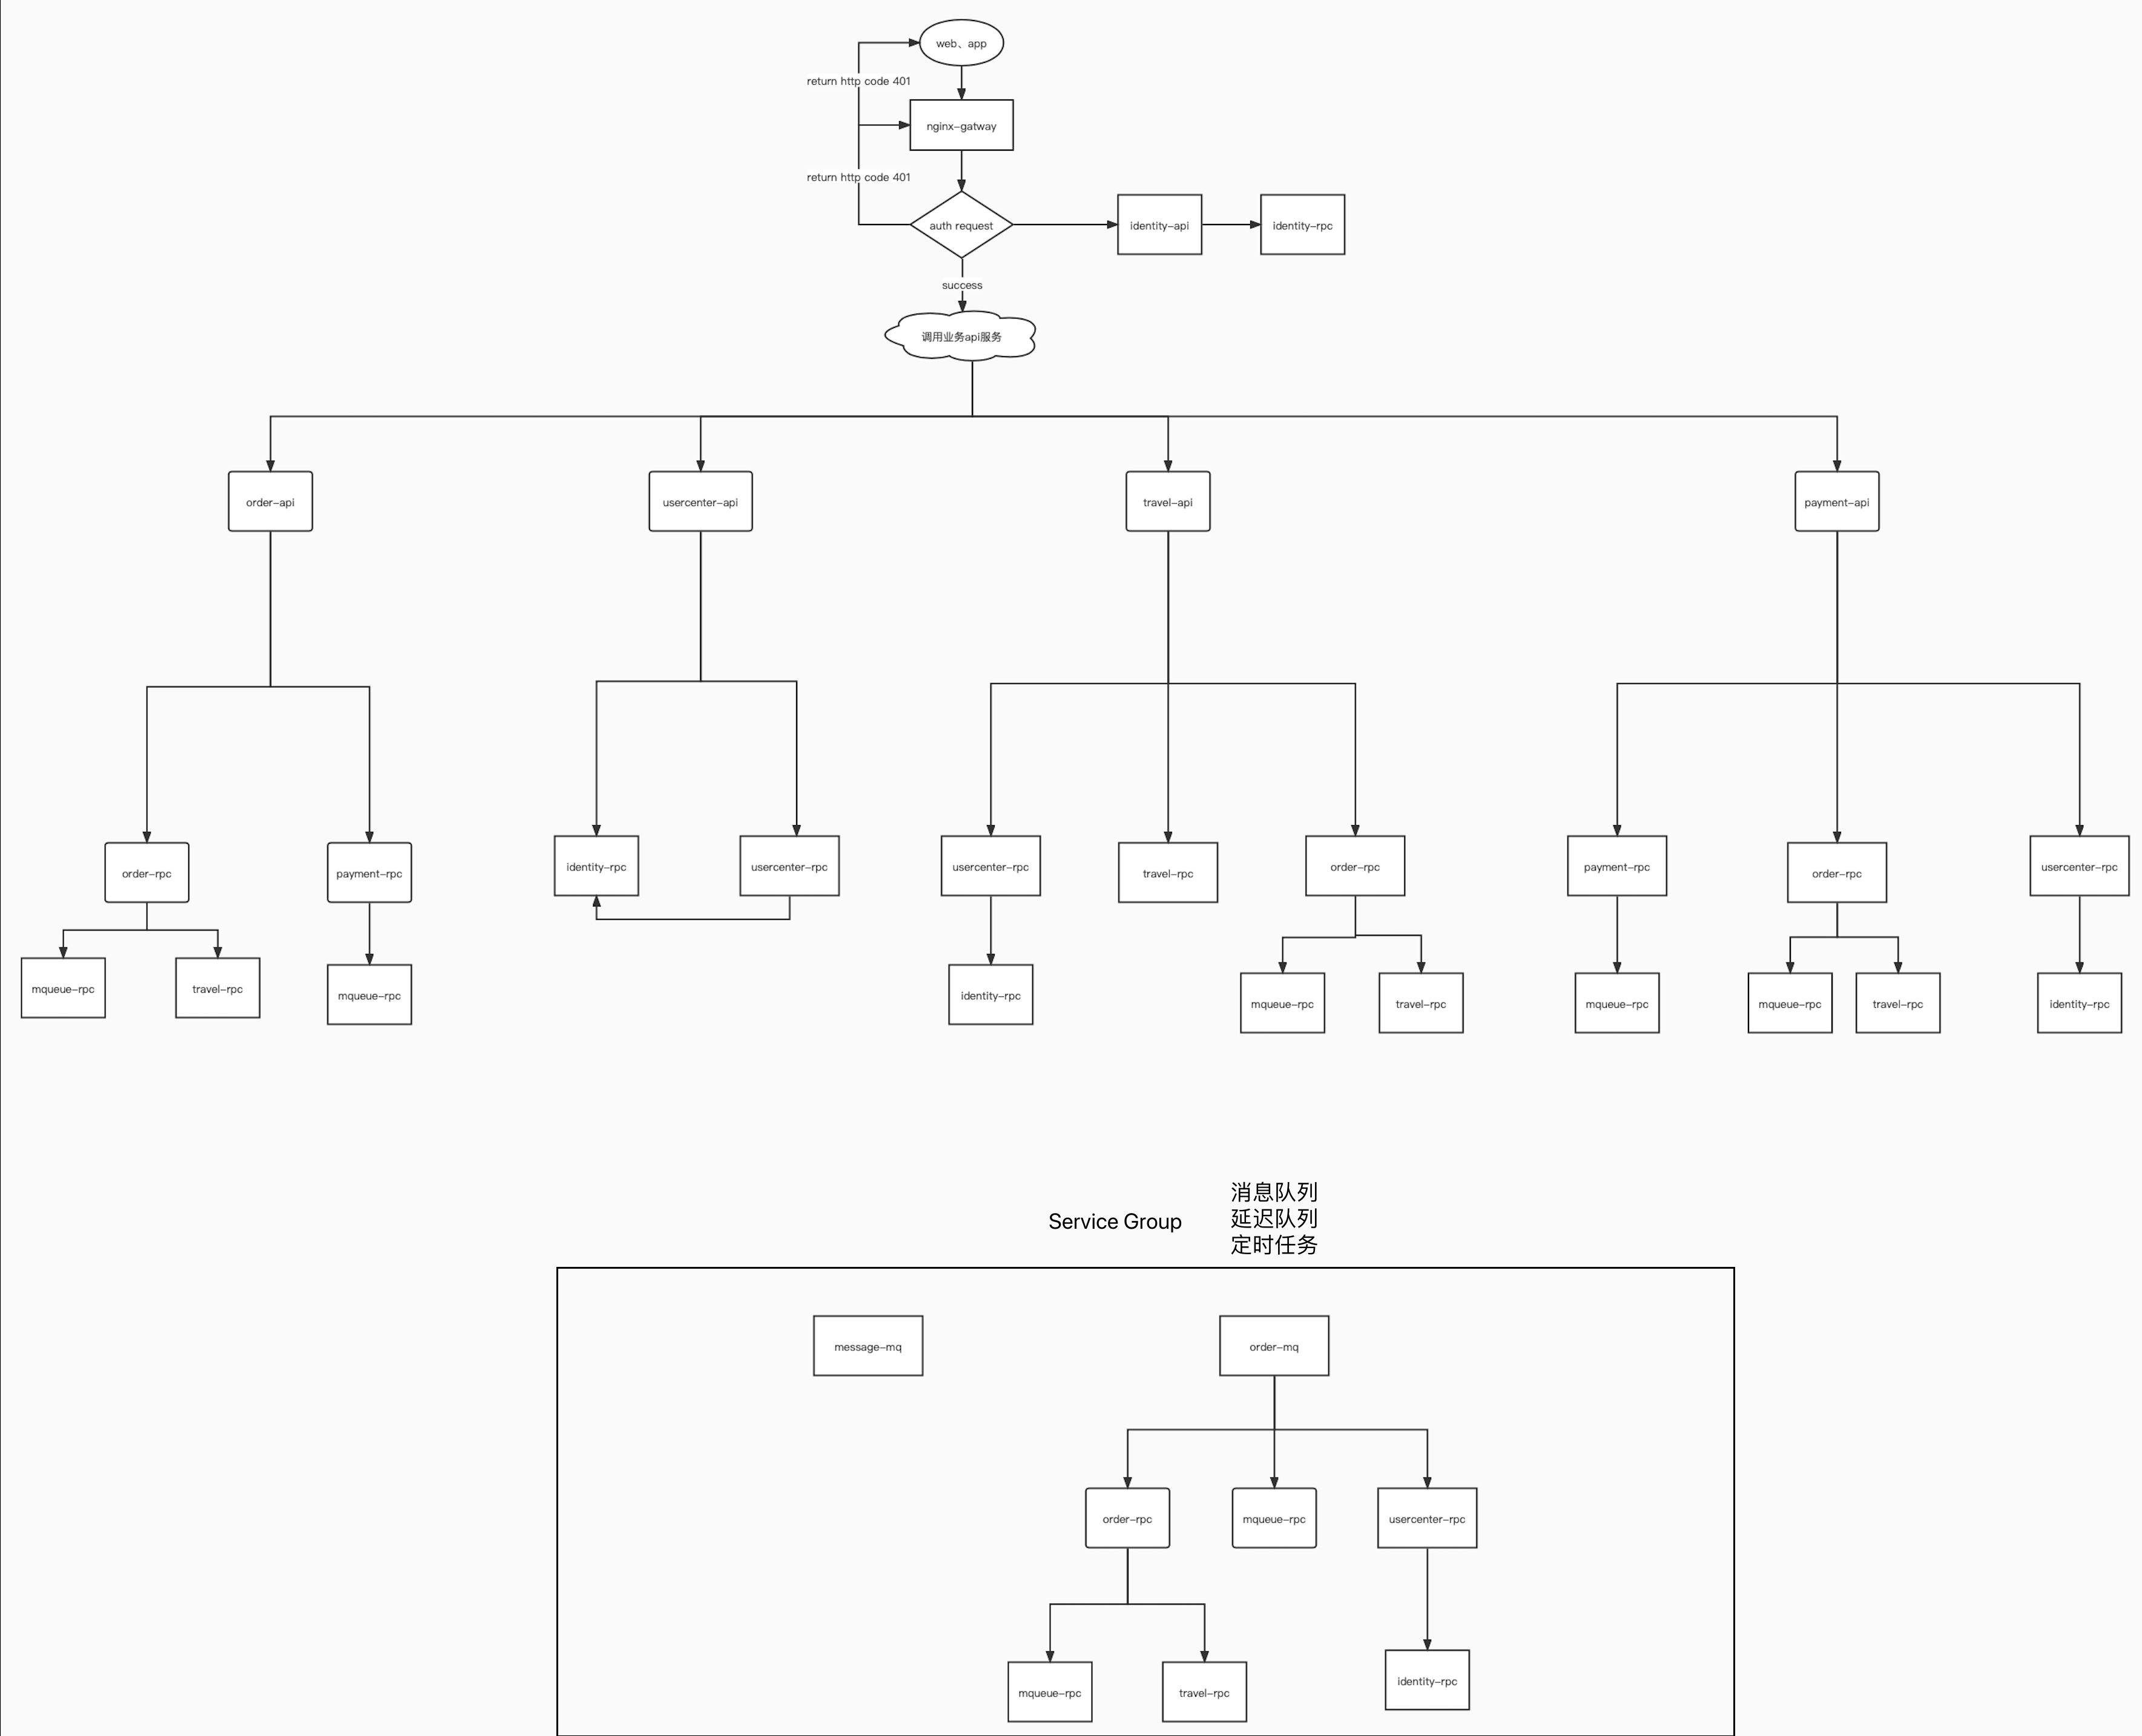 web、app
return http code 401
nginx-gatway
return http code 401
auth request
identity-api
identity-rpc
success
调用业务api服务
order-api
usercenter-api
travel-api
payment-api
order-rpc
payment-rpc
identity-rpc
usercenter-rpc
usercenter-rpc
travel-rpc
order-rpc
payment-rpc
order-rpc
usercenter-rpc
mqueue-rpc
travel-rpc
mqueue-rpc
identity-rpc
mqueue-rpc
travel-rpc
mqueue-rpc
mqueue-rpc
travel-rpc
identity-rpc
Service Group
消息队列
延迟队列
定时任务
message-mq
order-mq
order-rpc
mqueue-rpc
usercenter-rpc
mqueue-rpc
travel-rpc
identity-rpc